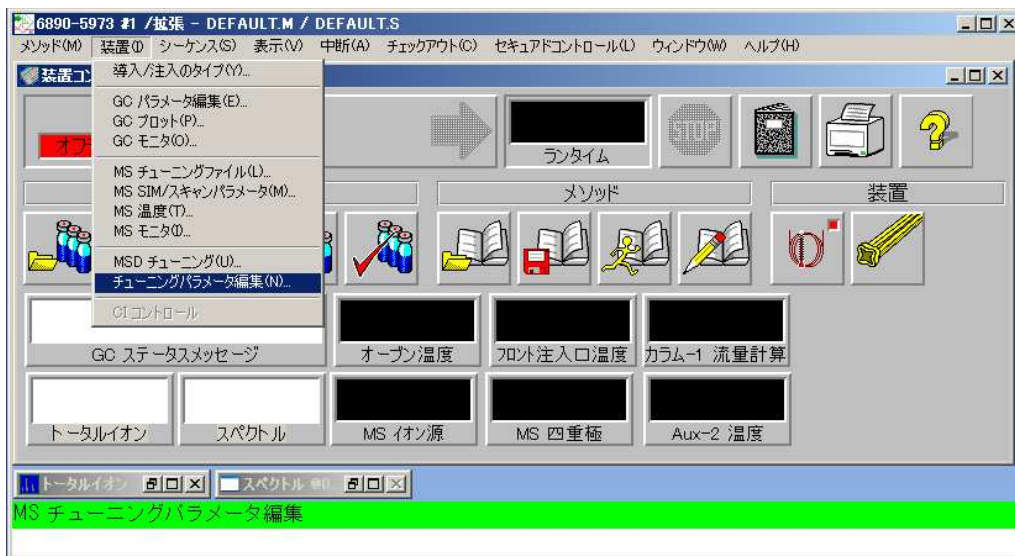 6890-5973 #1 /拡張 - DEFAULT.M / DEFAULT.S
メソッド(M) 装置(I) シーケンス(S) 表示(V) 中断(A) チェックアウト(C) セキュアドコントロール(L) ウィンドウ(W) ヘルプ(H)
装置コン
導入/注入のタイプ(Y)...
GC パラメータ編集(E)...
GC プロット(P)...
GC モニタ(O)...
MS チューニングファイル(L)...
MS SIM/スキャンパラメータ(M)...
MS 温度(T)...
MS モニタ(I)...
MSD チューニング(U)...
チューニングパラメータ編集(N)...
CI コントロール
オフ
ランタイム
STOP
メソッド
装置
GC ステータスメッセージ
オーブン温度
フロント注入口温度
カラム-1 流量計算
トータルイオン
スペクトル
MS イオン源
MS 四重極
Aux-2 温度
トータルイオン
スペクトル
MS チューニングパラメータ編集